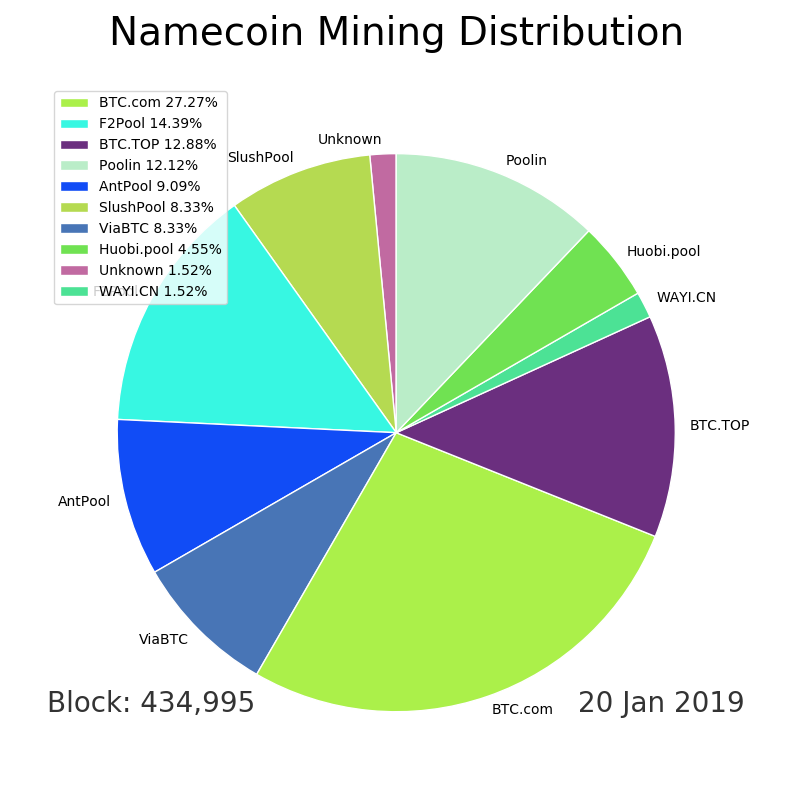 Namecoin Mining Distribution
BTC.com 27.27%
F2Pool 14.39%
BTC.TOP 12.88%
Poolin 12.12%
AntPool 9.09%
SlushPool 8.33%
ViaBTC 8.33%
Huobi.pool 4.55%
Unknown 1.52%
WAYI.CN 1.52%
Unknown
SlushPool
Poolin
Huobi.pool
WAYI.CN
BTC.TOP
AntPool
ViaBTC
BTC.com
Block: 434,995
20 Jan 2019